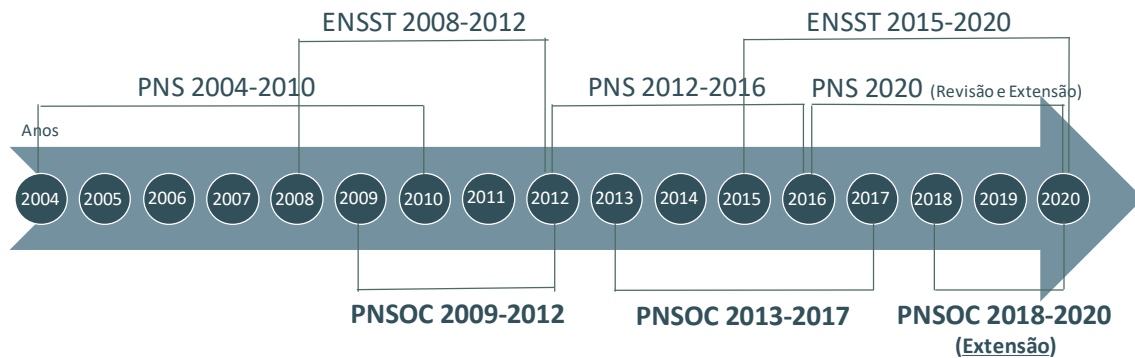 ENSST 2008-2012
ENSST 2015-2020
PNS 2004-2010
PNS 2012-2016
PNS 2020 (Revisão e Extensão)
Anos
2004 2005 2006 2007 2008 2009 2010 2011 2012 2013 2014 2015 2016 2017 2018 2019 2020
PNSOC 2009-2012
PNSOC 2013-2017
PNSOC 2018-2020
(Extensão)